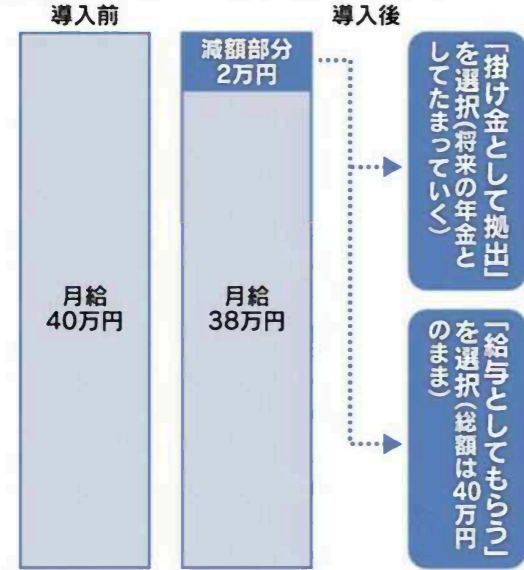 導入前
導入後
月給
40万円
減額部分
2万円
月給
38万円
「掛け金として拠出」
を選択(将来の年金と
してたまっていく)
「給与としてもらう」
を選択(総額は40万円
のまま)